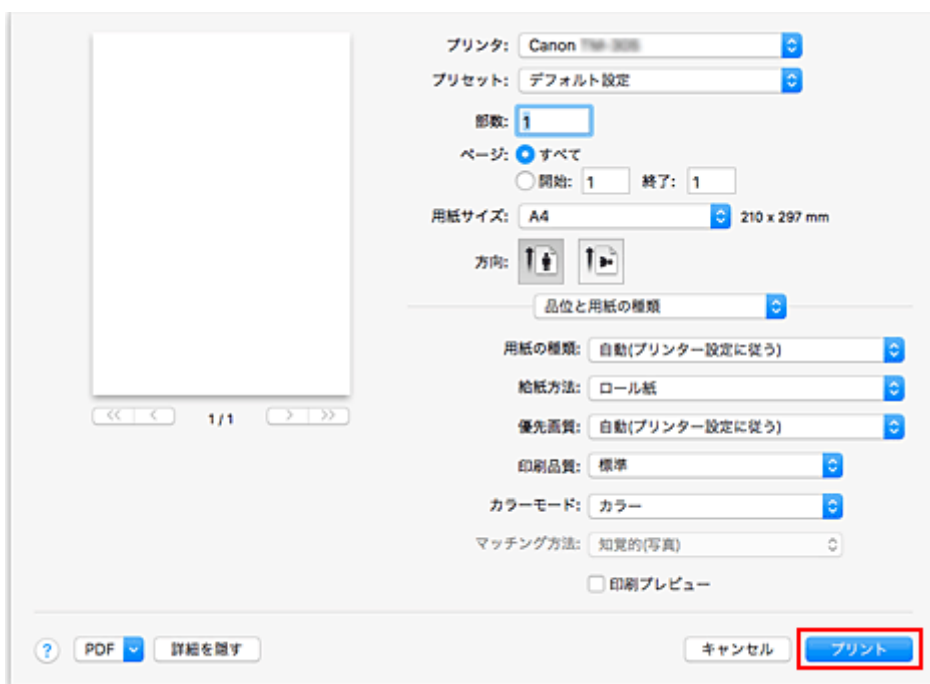 プリンタ: Canon
プリセット: デフォルト設定
部数: 1
ページ: すべて
開始: 1 終了: 1
用紙サイズ: A4 210 x 297 mm
方向:
品位と用紙の種類
用紙の種類: 自動(プリンター設定に従う)
給紙方法: ロール紙
優先画質: 自動(プリンター設定に従う)
印刷品質: 標準
カラーモード: カラー
マッチング方法: 知覚的(写真)
印刷プレビュー
<< < 1/1 > >>
? PDF 詳細を隠す キャンセル プリント